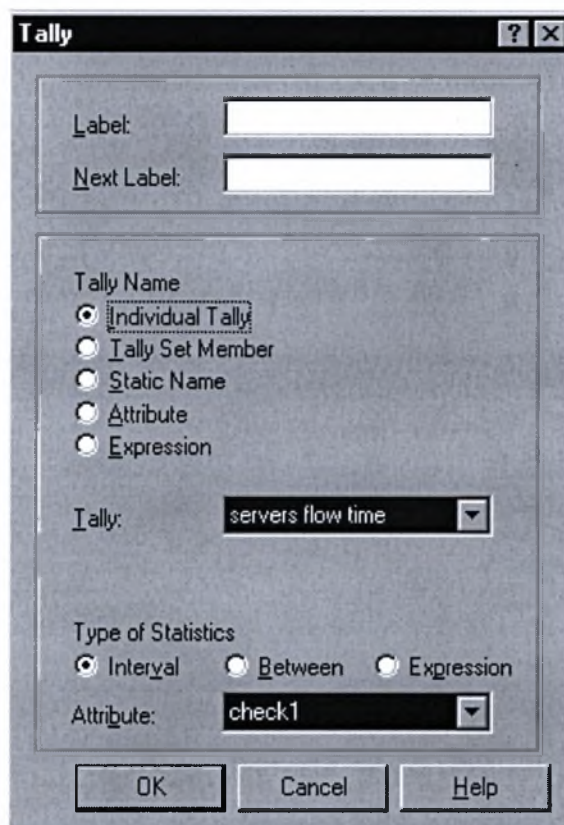 Tally
Label:
Next Label:
Tally Name
Individual Tally
Tally Set Member
Static Name
Attribute
Expression
Tally: servers flow time
Type of Statistics
Interval Between Expression
Attribute: check1
OK Cancel Help